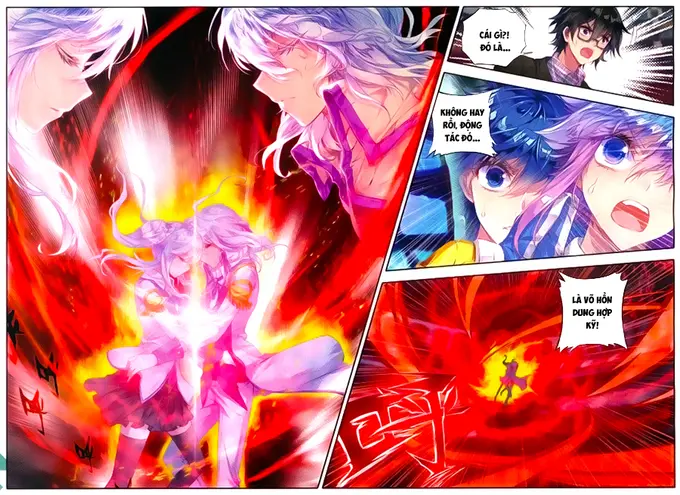 CÁI GÌ?!
ĐÓ LÀ...
KHÔNG HAY
RỒI, ĐỘNG
TÁC ĐÓ...
LÀ VÕ HỒN
DUNG HỢP
KỸ!